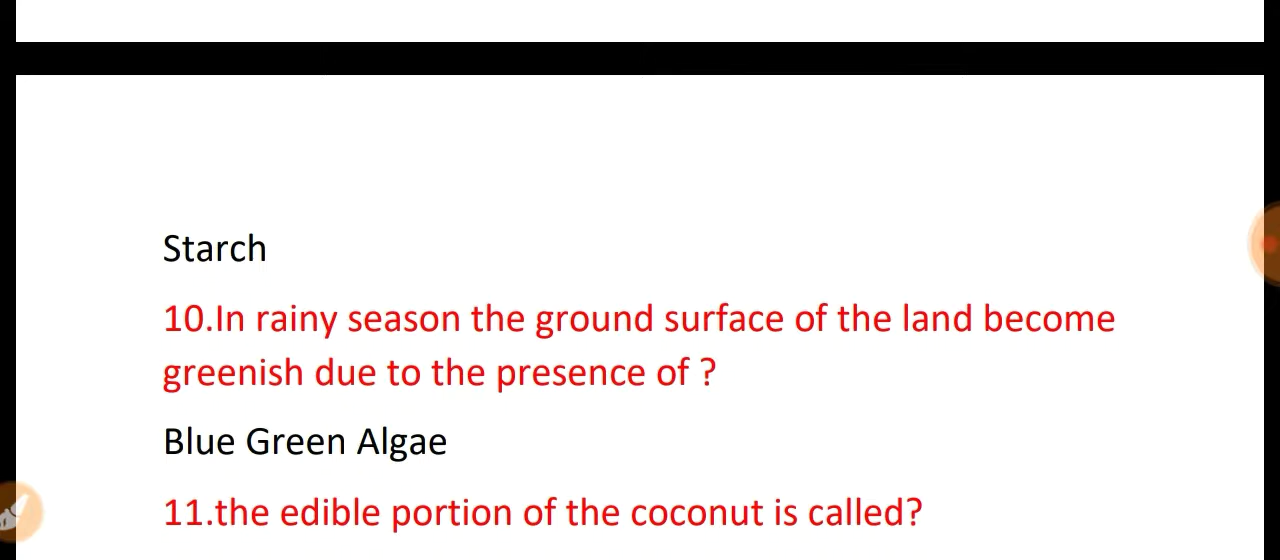 Starch
10.In rainy season the ground surface of the land become
greenish due to the presence of ?
Blue Green Algae
11.the edible portion of the coconut is called?